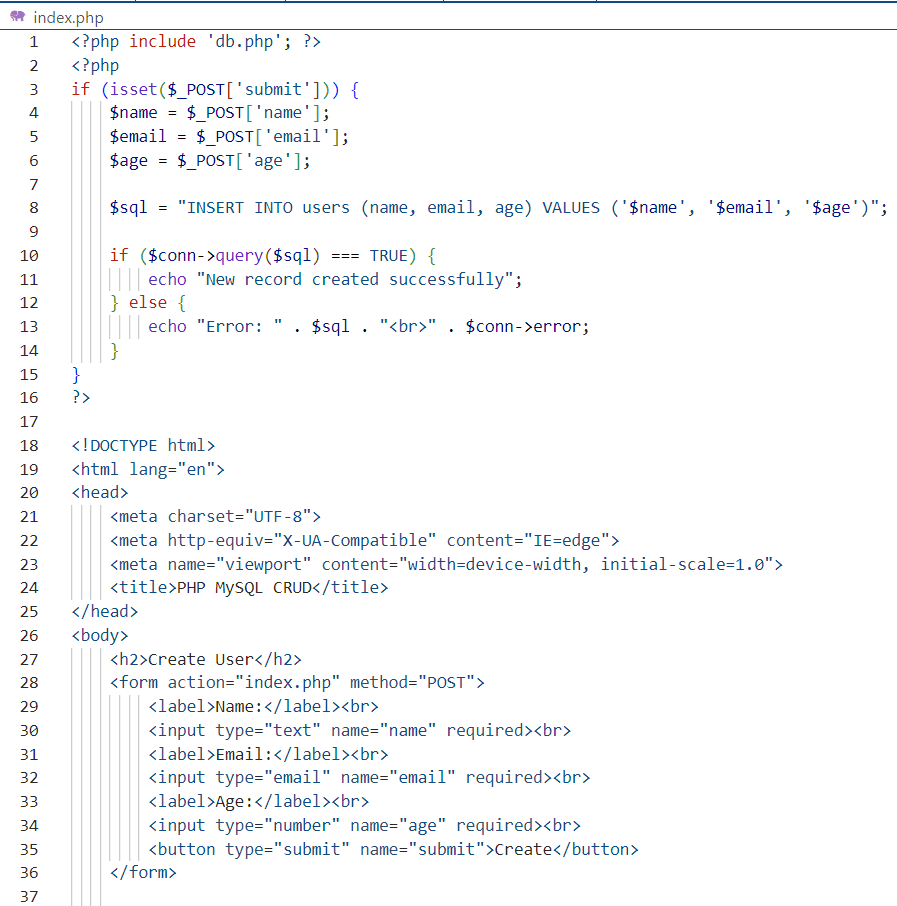 index.php
1 <?php include 'db.php'; ?>
2 <?php
3 if (isset($_POST['submit'])) {
4 $name = $_POST['name'];
5 $email = $_POST['email'];
6 $age = $_POST['age'];
7
8 $sql = "INSERT INTO users (name, email, age) VALUES ('$name', '$email', '$age')";
9
10 if ($conn->query($sql) === TRUE) {
11 echo "New record created successfully";
12 } else {
13 echo "Error: " . $sql . "<br>" . $conn->error;
14 }
15 }
16 ?>
17
18 <!DOCTYPE html>
19 <html lang="en">
20 <head>
21 <meta charset="UTF-8">
22 <meta http-equiv="X-UA-Compatible" content="IE=edge">
23 <meta name="viewport" content="width=device-width, initial-scale=1.0">
24 <title>PHP MySQL CRUD</title>
25 </head>
26 <body>
27 <h2>Create User</h2>
28 <form action="index.php" method="POST">
29 <label>Name:</label><br>
30 <input type="text" name="name" required><br>
31 <label>Email:</label><br>
32 <input type="email" name="email" required><br>
33 <label>Age:</label><br>
34 <input type="number" name="age" required><br>
35 <button type="submit" name="submit">Create</button>
36 </form>
37